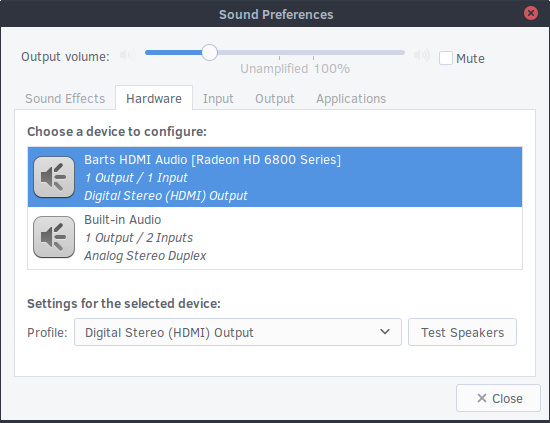 Sound Preferences
Output volume:
Mute
Unamplified 100%
Sound Effects Hardware Input Output Applications
Choose a device to configure:
Barts HDMI Audio [Radeon HD 6800 Series]
1 Output / 1 Input
Digital Stereo (HDMI) Output
Built-in Audio
1 Output / 2 Inputs
Analog Stereo Duplex
Settings for the selected device:
Profile: Digital Stereo (HDMI) Output Test Speakers
Close